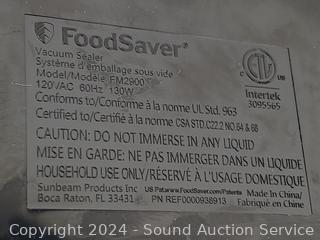 FoodSaver®
Vacuum Sealer
Système d'emballage sous vide
Model/Modèle: FM2900
120V/AC 60Hz 130W
Conforms to/Conforme à la norme UL Std. 963
Certified to/Certifié à la norme CSA STD.C22.2 NO.64 & 68
CAUTION: DO NOT IMMERSE IN ANY LIQUID
MISE EN GARDE: NE PAS IMMERGER DANS UN LIQUIDE
HOUSEHOLD USE ONLY/RÉSERVÉ À L'USAGE DOMESTIQUE
Sunbeam Products Inc US Pat.www.FoodSaver.com/Patents Made In China/
Boca Raton, FL 33431 PN REF0000938913 Fabriqué en Chine
C US
Intertek
3095565
Copyright 2024 - Sound Auction Service